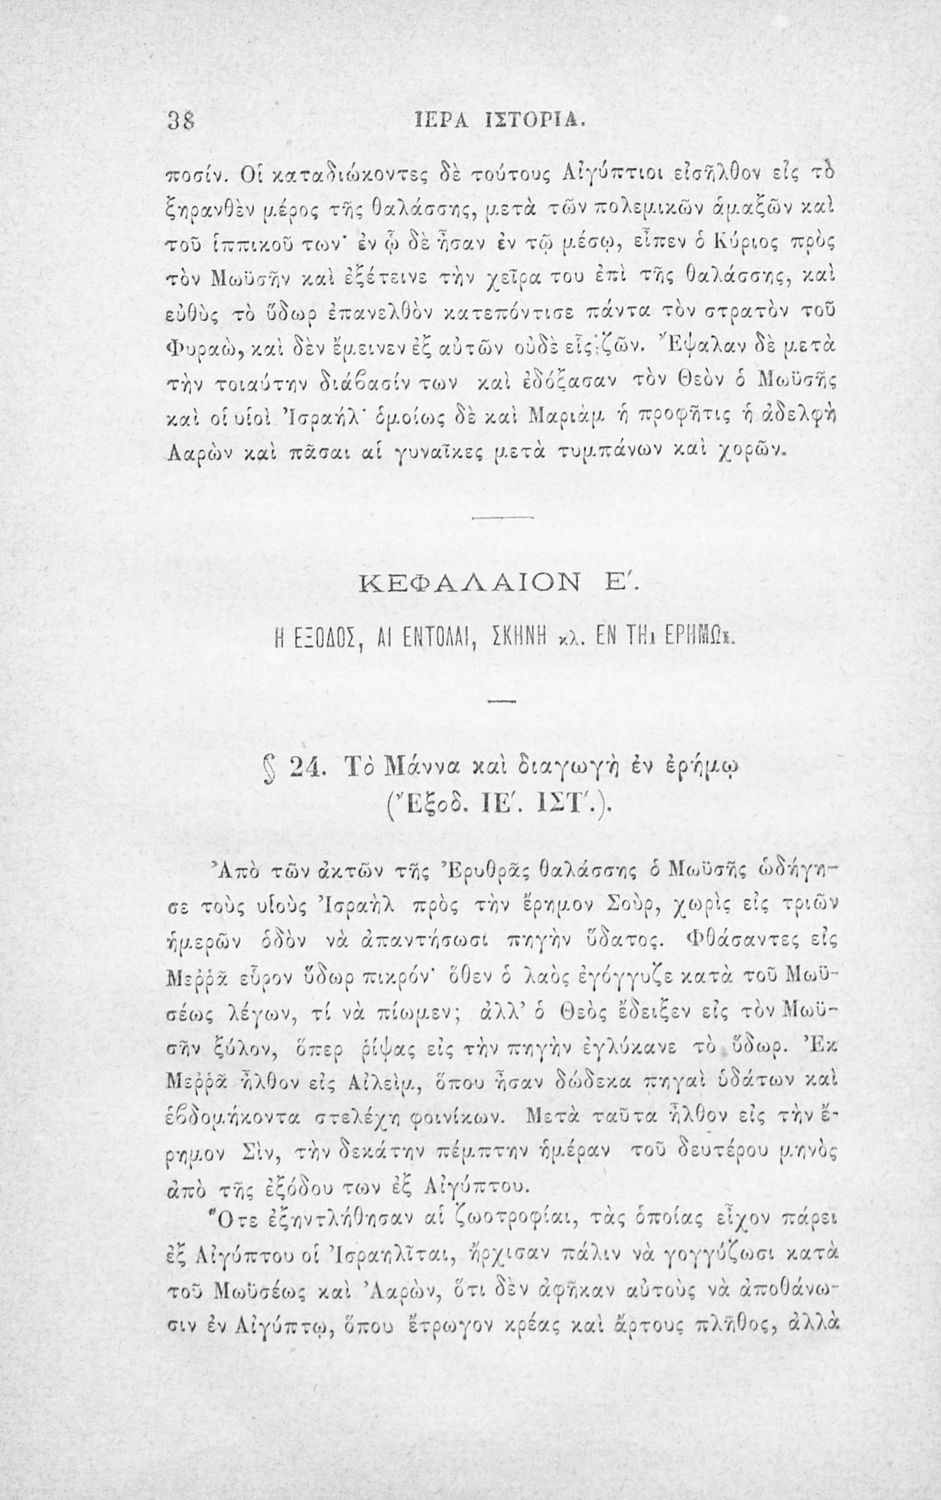 38 ΙΕΡΑ ΙΣΤΟΡΙΑ.
ποσίν. Οἱ καταδιώκοντες δὲ τούτους Αἰγύπτιοι εἰσῆλθον εἰς τὸ
ξηρανθὲν μέρος τῆς θαλάσσης, μετὰ τῶν πολεμικῶν ἁμαξῶν καὶ
τοῦ ἱππικοῦ των· ἐν ᾧ δὲ ἦσαν ἐν τῷ μέσῳ, εἶπεν ὁ Κύριος πρὸς
τὸν Μωϋσῆν καὶ ἐξέτεινε τὴν χεῖρα του ἐπὶ τῆς θαλάσσης, καὶ
εὐθὺς τὸ ὕδωρ ἐπανελθὸν κατεπόντισε πάντα τὸν στρατὸν τοῦ
Φυραὼ, καὶ δὲν ἔμεινεν ἐξ αὐτῶν οὐδὲ εἷς ζῶν. Ἔψαλαν δὲ μετὰ
τὴν τοιαύτην διάβασίν των καὶ ἐδόξασαν τὸν Θεὸν ὁ Μωϋσῆς
καὶ οἱ υἱοὶ Ἰσραήλ· ὁμοίως δὲ καὶ Μαριὰμ ἡ προφῆτις ἡ ἀδελφὴ
Ααρὼν καὶ πᾶσαι αἱ γυναῖκες μετὰ τυμπάνων καὶ χορῶν.
ΚΕΦΑΛΑΙΟΝ Ε΄.
Η ΕΞΟΔΟΣ, ΑΙ ΕΝΤΟΛΑΙ, ΣΚΗΝΗ κλ. ΕΝ ΤΗι ΕΡΗΜΩι.
§ 24. Τὸ Μάννα καὶ διαγωγὴ ἐν ἐρήμῳ
(Ἔξοδ. ΙΕ΄. ΙΣΤ΄.).
Ἀπὸ τῶν ἀκτῶν τῆς Ἐρυθρᾶς θαλάσσης ὁ Μωϋσῆς ὡδήγη-
σε τοὺς υἱοὺς Ἰσραὴλ πρὸς τὴν ἔρημον Σοὺρ, χωρὶς εἰς τριῶν
ἡμερῶν ὁδὸν νὰ ἀπαντήσωσι πηγὴν ὕδατος. Φθάσαντες εἰς
Μεῤῥᾶ εὗρον ὕδωρ πικρόν· ὅθεν ὁ λαὸς ἐγόγγυζε κατὰ τοῦ Μωϋ-
σέως λέγων, τί νὰ πίωμεν; ἀλλ’ ὁ Θεὸς ἔδειξεν εἰς τὸν Μωϋ-
σῆν ξύλον, ὅπερ ῥίψας εἰς τὴν πηγὴν ἐγλύκανε τὸ ὕδωρ. Ἐκ
Μεῤῥᾶ ἦλθον εἰς Αἰλεὶμ, ὅπου ἦσαν δώδεκα πηγαὶ ὑδάτων καὶ
ἑβδομήκοντα στελέχη φοινίκων. Μετὰ ταῦτα ἦλθον εἰς τὴν ἔ-
ρημον Σὶν, τὴν δεκάτην πέμπτην ἡμέραν τοῦ δευτέρου μηνὸς
ἀπὸ τῆς ἐξόδου των ἐξ Αἰγύπτου.
Ὅτε ἐξηντλήθησαν αἱ ζωοτροφίαι, τὰς ὁποίας εἶχον πάρει
ἐξ Αἰγύπτου οἱ Ἰσραηλῖται, ἤρχισαν πάλιν νὰ γογγύζωσι κατὰ
τοῦ Μωϋσέως καὶ Ἀαρὼν, ὅτι δὲν ἀφῆκαν αὐτοὺς νὰ ἀποθάνω-
σιν ἐν Αἰγύπτῳ, ὅπου ἔτρωγον κρέας καὶ ἄρτους πλῆθος, ἀλλὰ